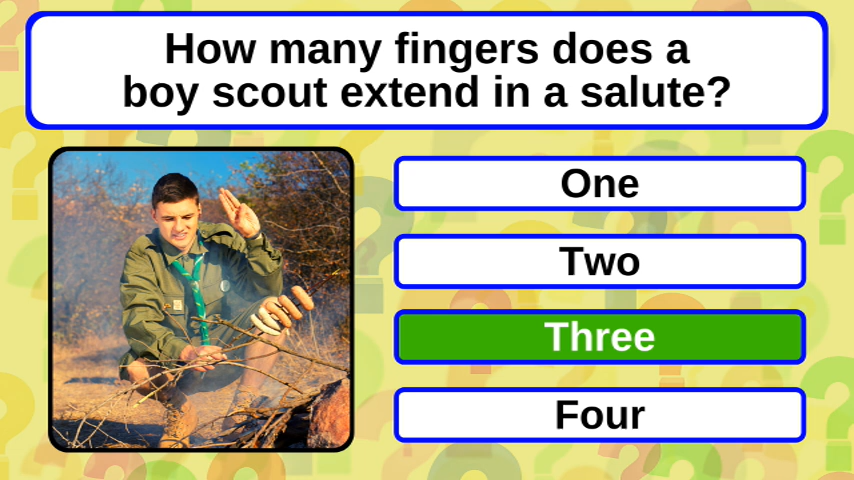 How many fingers does a
boy scout extend in a salute?
One
Two
Three
Four